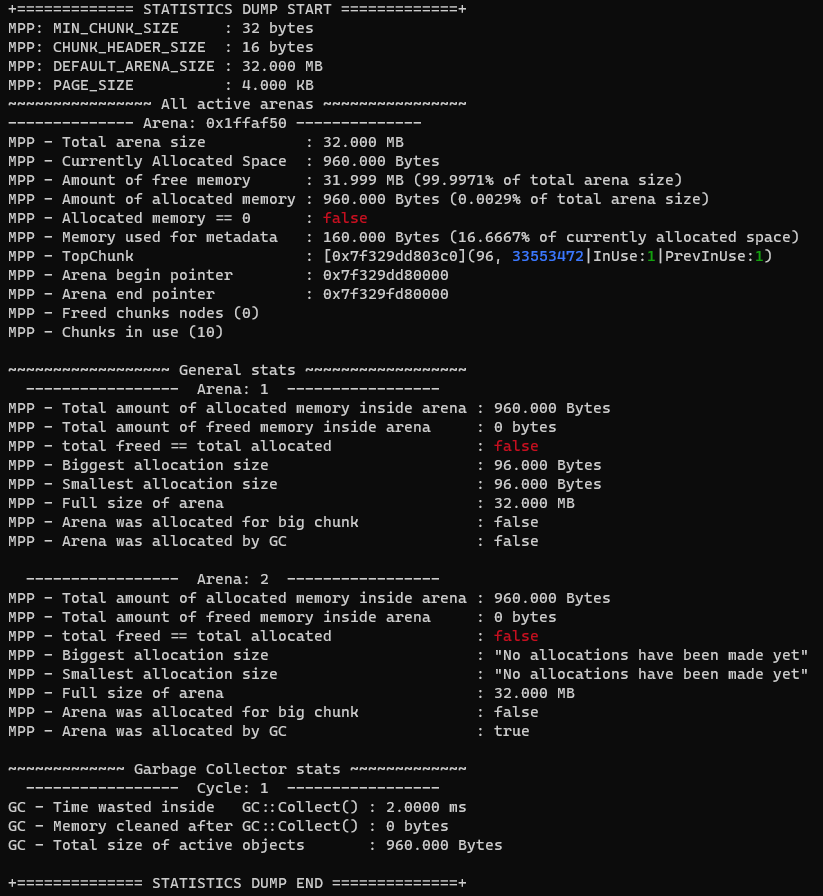 +============= STATISTICS DUMP START =============+
MPP: MIN_CHUNK_SIZE     : 32 bytes
MPP: CHUNK_HEADER_SIZE  : 16 bytes
MPP: DEFAULT_ARENA_SIZE : 32.000 MB
MPP: PAGE_SIZE          : 4.000 KB
~~~~~~~~~~~~~~~~ All active arenas ~~~~~~~~~~~~~~~~
-------------- Arena: 0x1ffaf50 --------------
MPP - Total arena size           : 32.000 MB
MPP - Currently Allocated Space  : 960.000 Bytes
MPP - Amount of free memory      : 31.999 MB (99.9971% of total arena size)
MPP - Amount of allocated memory : 960.000 Bytes (0.0029% of total arena size)
MPP - Allocated memory == 0      : false
MPP - Memory used for metadata   : 160.000 Bytes (16.6667% of currently allocated space)
MPP - TopChunk                   : [0x7f329dd803c0](96, 33553472|InUse:1|PrevInUse:1)
MPP - Arena begin pointer        : 0x7f329dd80000
MPP - Arena end pointer          : 0x7f329fd80000
MPP - Freed chunks nodes (0)
MPP - Chunks in use (10)

~~~~~~~~~~~~~~~~~~ General stats ~~~~~~~~~~~~~~~~~~
  -----------------  Arena: 1  -----------------
MPP - Total amount of allocated memory inside arena : 960.000 Bytes
MPP - Total amount of freed memory inside arena     : 0 bytes
MPP - total freed == total allocated                : false
MPP - Biggest allocation size                       : 96.000 Bytes
MPP - Smallest allocation size                      : 96.000 Bytes
MPP - Full size of arena                            : 32.000 MB
MPP - Arena was allocated for big chunk             : false
MPP - Arena was allocated by GC                     : false

  -----------------  Arena: 2  -----------------
MPP - Total amount of allocated memory inside arena : 960.000 Bytes
MPP - Total amount of freed memory inside arena     : 0 bytes
MPP - total freed == total allocated                : false
MPP - Biggest allocation size                       : "No allocations have been made yet"
MPP - Smallest allocation size                      : "No allocations have been made yet"
MPP - Full size of arena                            : 32.000 MB
MPP - Arena was allocated for big chunk             : false
MPP - Arena was allocated by GC                     : true

~~~~~~~~~~~~~ Garbage Collector stats ~~~~~~~~~~~~~
  -----------------  Cycle: 1  -----------------
GC - Time wasted inside   GC::Collect() : 2.0000 ms
GC - Memory cleaned after GC::Collect() : 0 bytes
GC - Total size of active objects       : 960.000 Bytes

+============== STATISTICS DUMP END ==============+